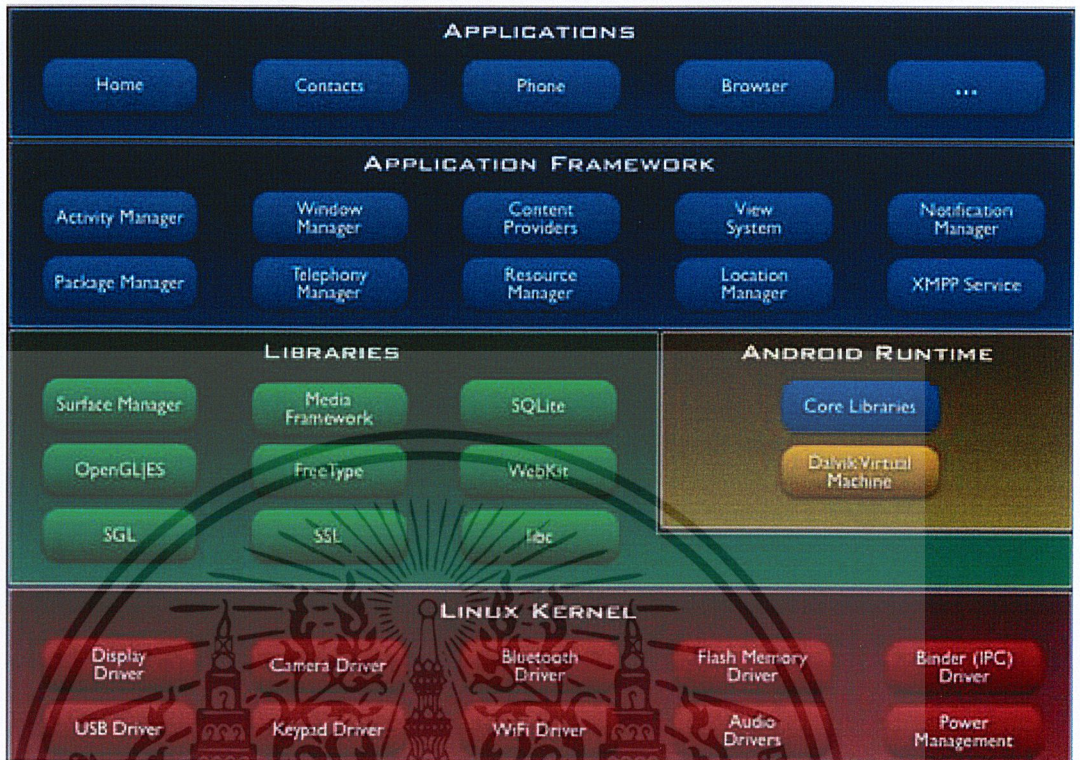 APPLICATIONS
Home
Contacts
Phone
Browser
...
APPLICATION FRAMEWORK
Activity Manager
Window
Manager
Content
Providers
View
System
Notification
Manager
Package Manager
Telephony
Manager
Resource
Manager
Location
Manager
XMPP Service
LIBRARIES
Surface Manager
Media
Framework
SQLite
OpenGL|ES
FreeType
WebKit
SGL
SSL
libc
ANDROID RUNTIME
Core Libraries
Dalvik Virtual
Machine
LINUX KERNEL
Display
Driver
Camera Driver
Bluetooth
Driver
Flash Memory
Driver
Binder (IPC)
Driver
USB Driver
Keypad Driver
WiFi Driver
Audio
Drivers
Power
Management